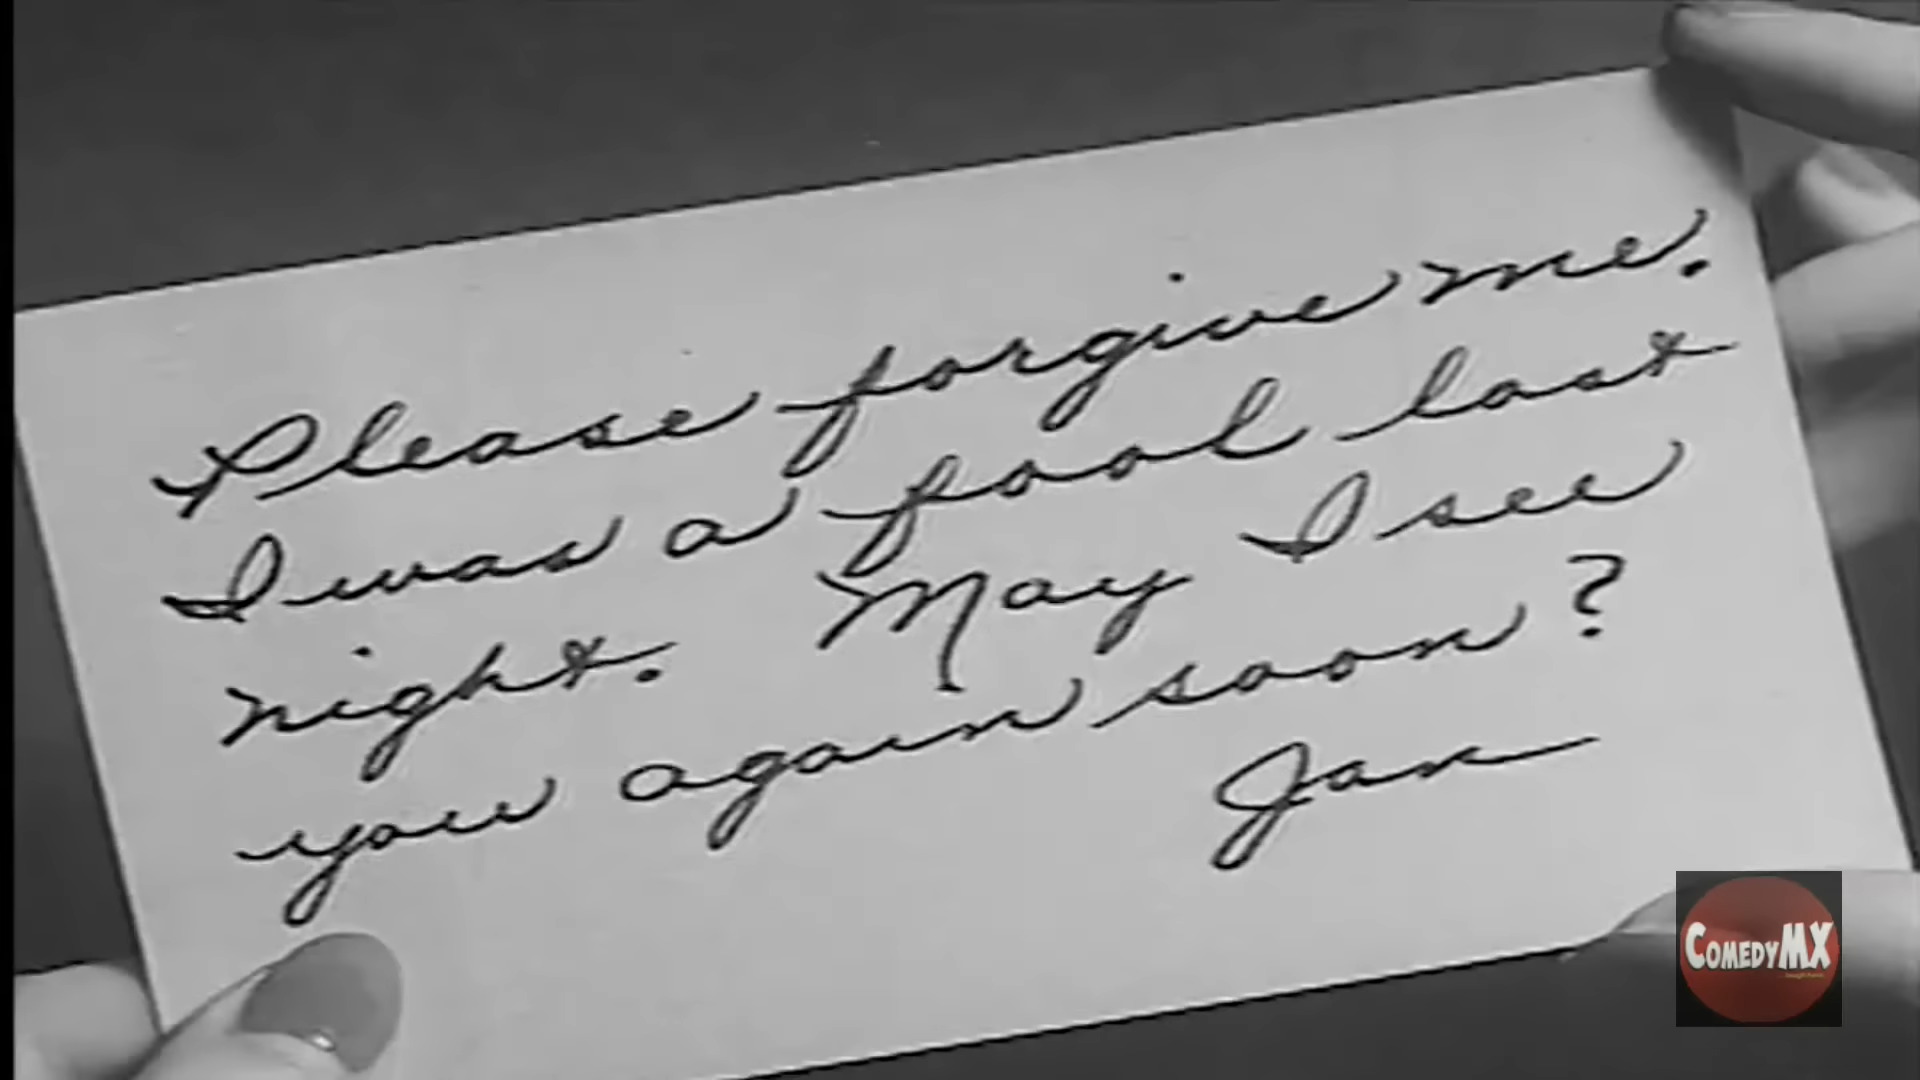 Please forgive me.
I was a fool last
night. May I see
you again soon?
Jan
COMEDYMX